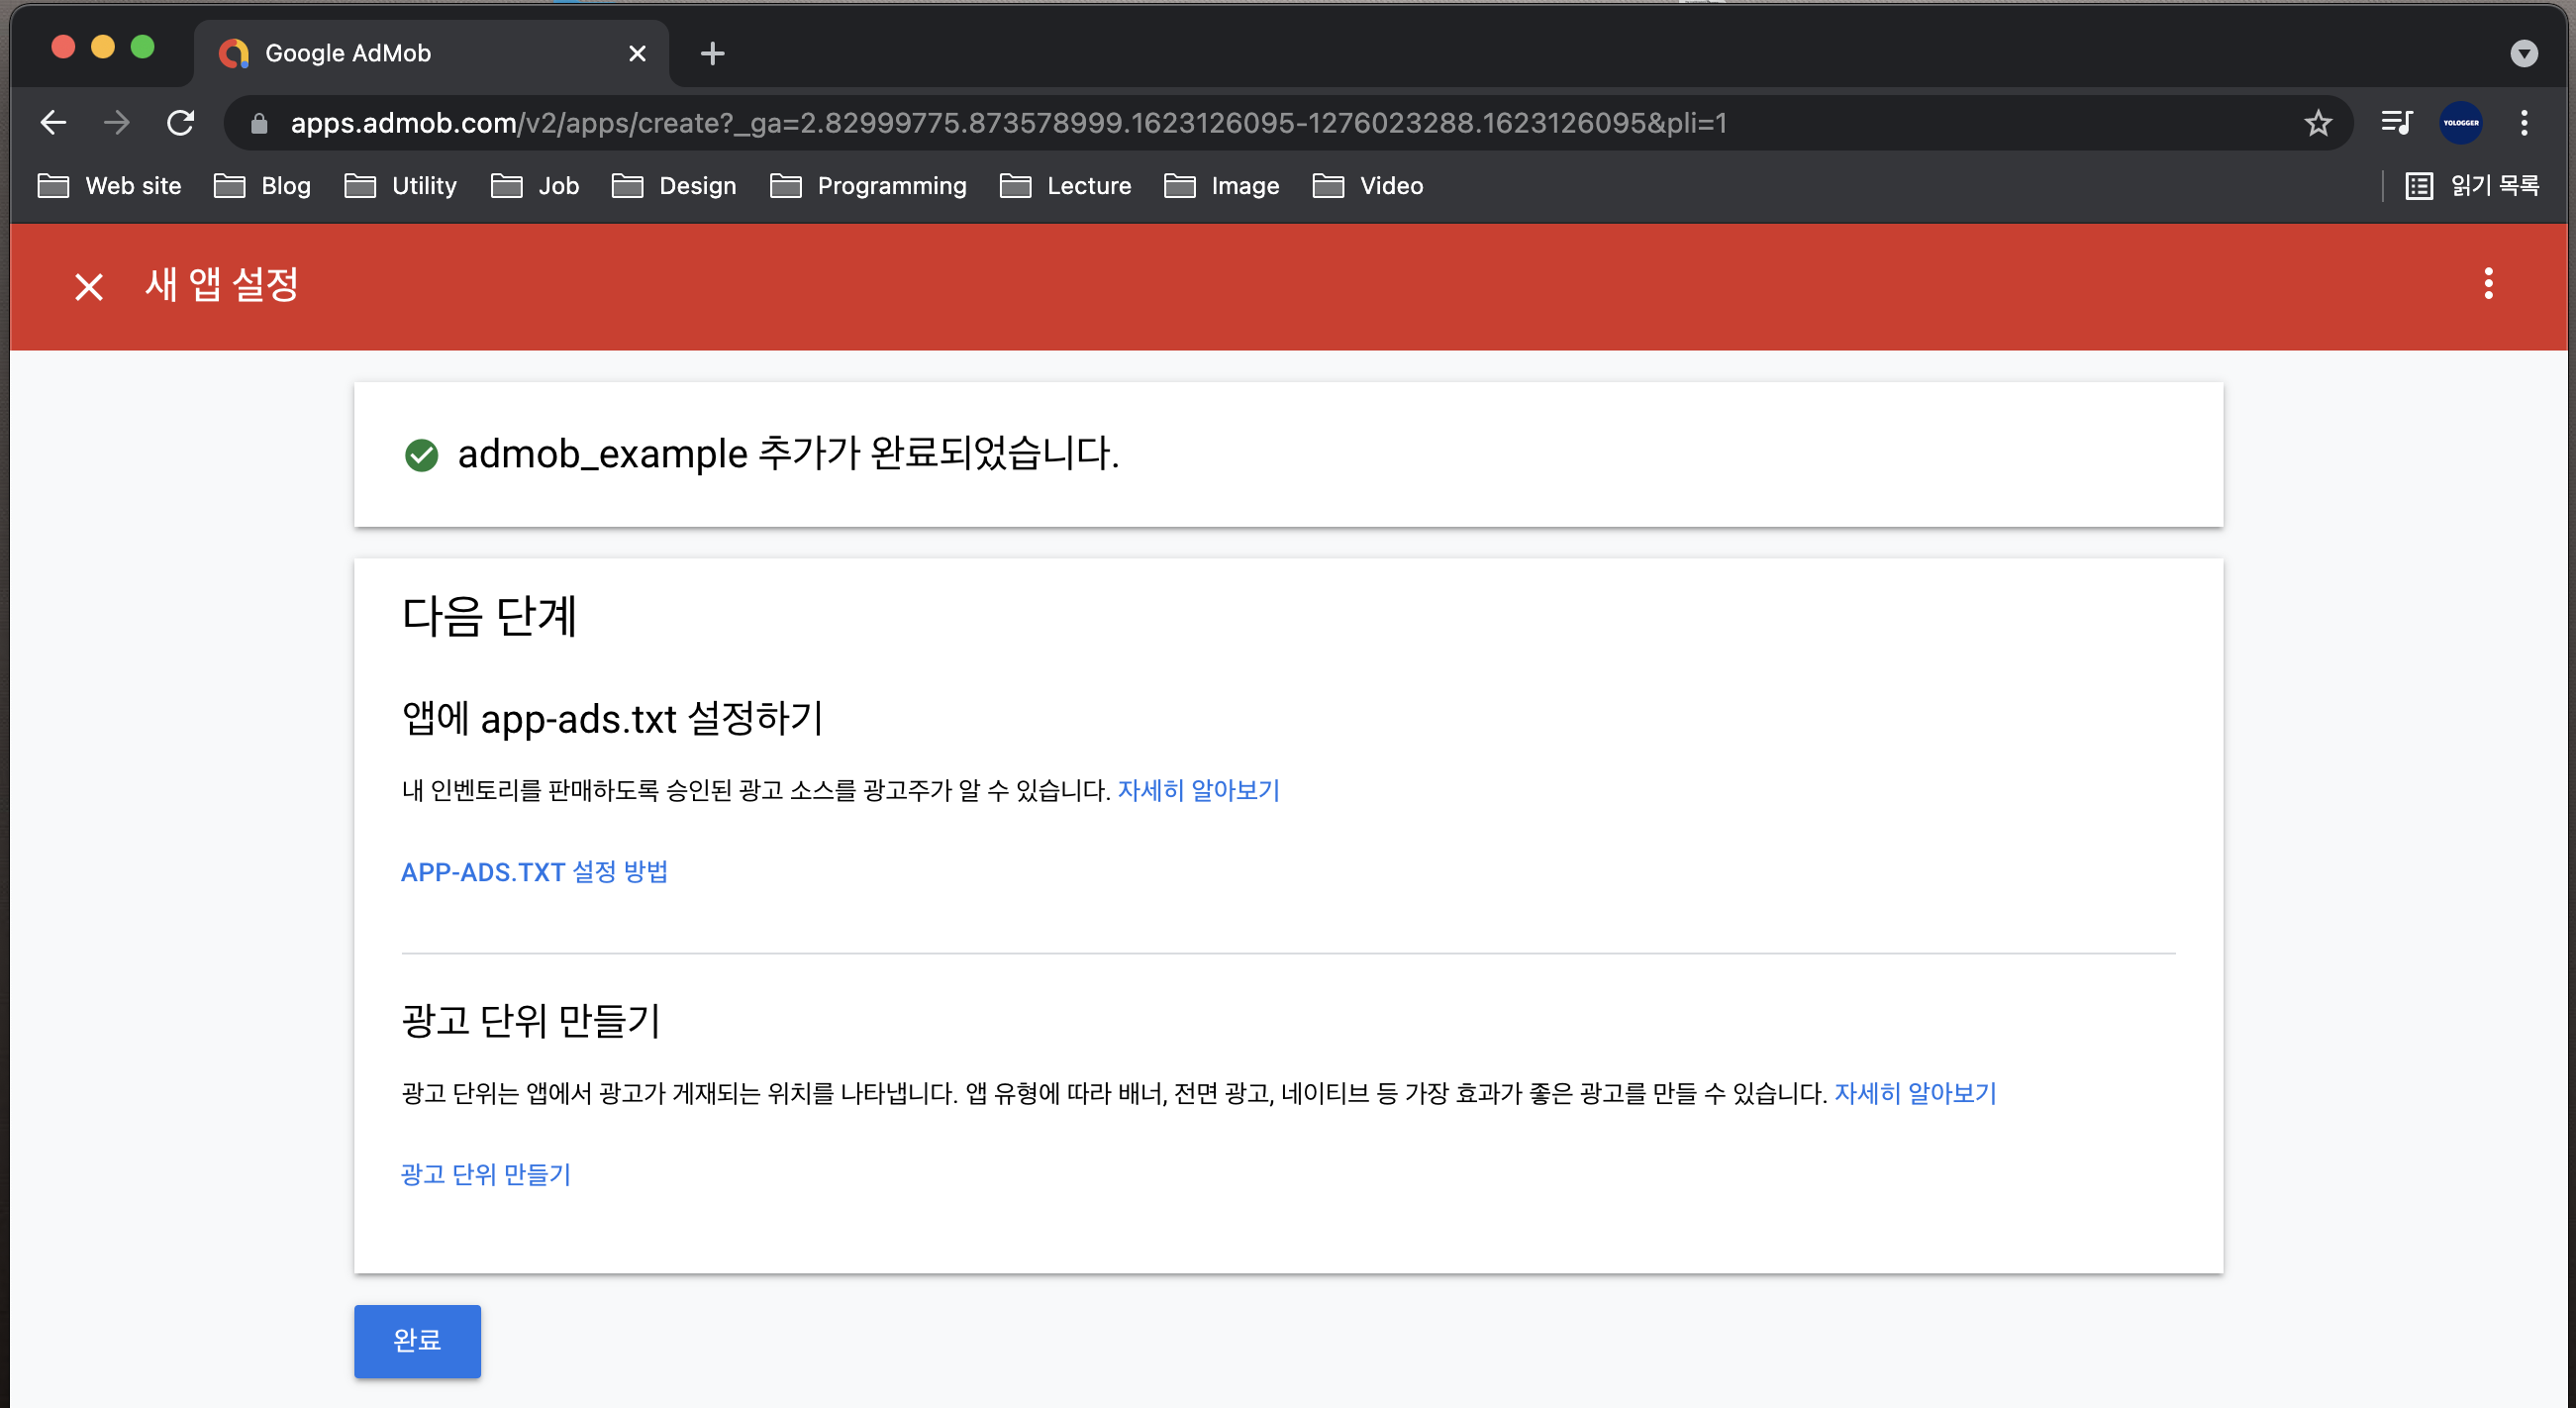 Google AdMob
apps.admob.com/v2/apps/create?_ga=2.82999775.873578999.1623126095-1276023288.1623126095&pli=1
YOLOGGER
Web site Blog Utility Job Design Programming Lecture Image Video 읽기 목록
새 앱 설정
admob_example 추가가 완료되었습니다.
다음 단계
앱에 app-ads.txt 설정하기
내 인벤토리를 판매하도록 승인된 광고 소스를 광고주가 알 수 있습니다. 자세히 알아보기
APP-ADS.TXT 설정 방법
광고 단위 만들기
광고 단위는 앱에서 광고가 게재되는 위치를 나타냅니다. 앱 유형에 따라 배너, 전면 광고, 네이티브 등 가장 효과가 좋은 광고를 만들 수 있습니다. 자세히 알아보기
광고 단위 만들기
완료